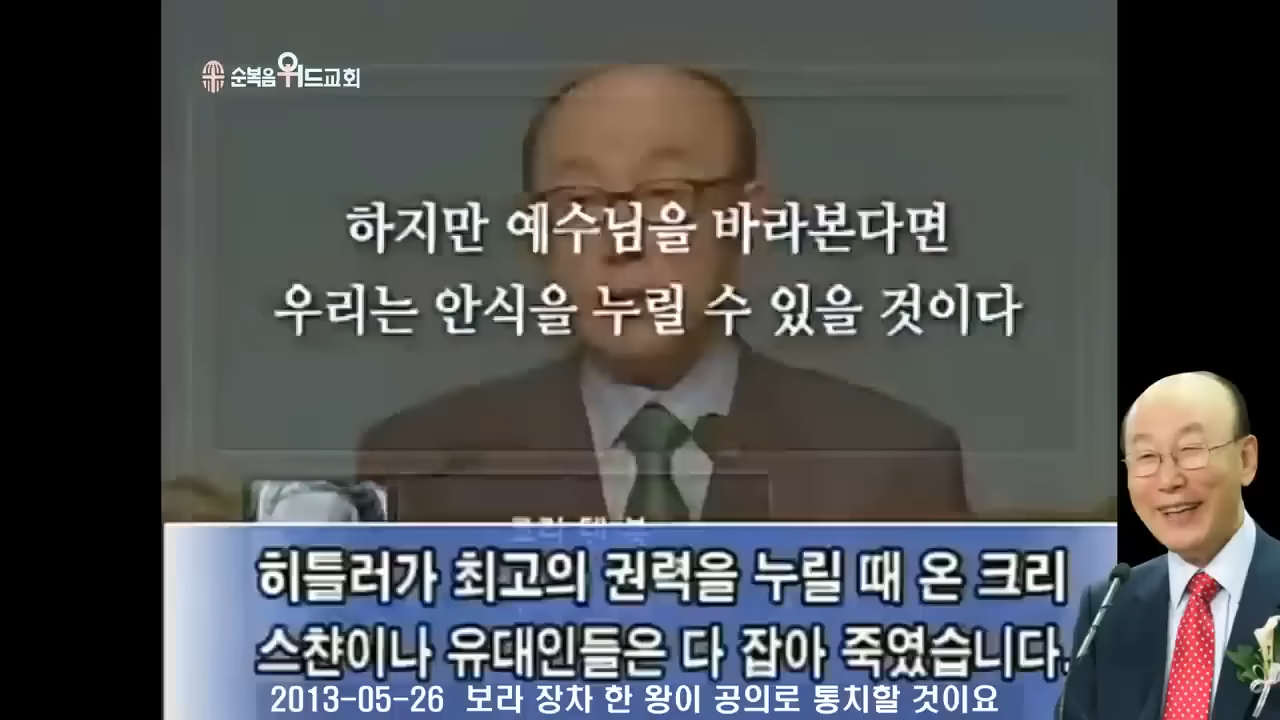 순복음워드교회
하지만 예수님을 바라본다면
우리는 안식을 누릴 수 있을 것이다
히틀러가 최고의 권력을 누릴 때 온 크리
스챤이나 유대인들은 다 잡아 죽였습니다.
2013-05-26 보라 장차 한 왕이 공의로 통치할 것이요